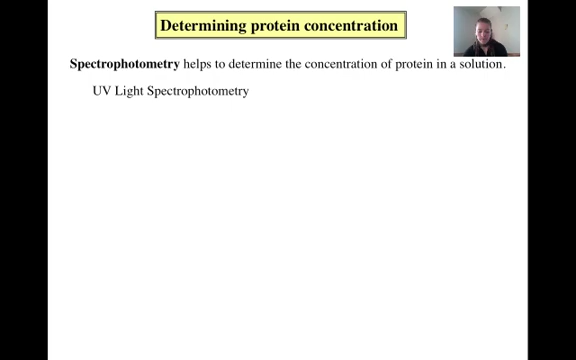 Determining protein concentration
Spectrophotometry helps to determine the concentration of protein in a solution.
UV Light Spectrophotometry